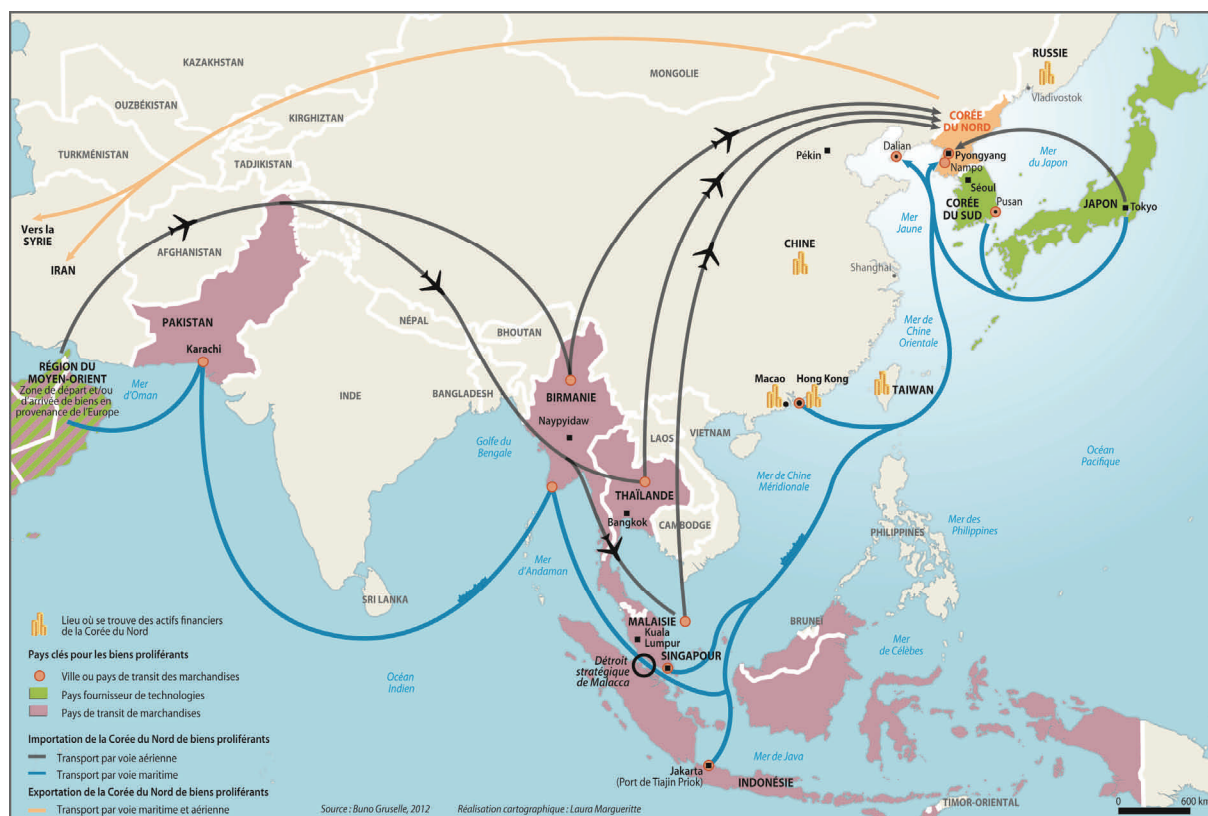 RUSSIE
KAZAKHSTAN
MONGOLIE
Vladivostok
OUZBÉKISTAN
KIRGHIZTAN
CORÉE
DU NORD
TURKMÉNISTAN
TADJIKISTAN
Pékin
Dalian
Pyongyang
Nampo
Mer
du Japon
Séoul
CORÉE
DU SUD
Pusan
JAPON
Tokyo
Vers la
SYRIE
AFGHANISTAN
IRAN
Mer
Jaune
CHINE
Shanghaï
PAKISTAN
Karachi
NÉPAL
BHOUTAN
Mer de
Chine
Orientale
RÉGION DU
MOYEN-ORIENT
Zone de départ et/ou
d'arrivée de biens en
provenance de l'Europe
Mer
d'Oman
INDE
BANGLADESH
BIRMANIE
Naypyidaw
Macao
Hong Kong
TAIWAN
LAOS
VIETNAM
Golfe du
Bengale
Océan
Pacifique
Mer de Chine
Méridionale
THAÏLANDE
Bangkok
CAMBODGE
Mer des
Philippines
PHILIPPINES
Mer
d'Andaman
SRI LANKA
MALAISIE
Kuala
Lumpur
SINGAPOUR
BRUNEÏ
Mer
de Célèbes
Détroit
stratégique
de Malacca
Océan
Indien
Mer de Java
Jakarta
(Port de Tiajin Priok)
INDONÉSIE
TIMOR-ORIENTAL
Lieu où se trouve des actifs financiers
de la Corée du Nord
Pays clés pour les biens proliférants
Ville ou pays de transit des marchandises
Pays fournisseur de technologies
Pays de transit de marchandises
Importation de la Corée du Nord de biens proliférants
Transport par voie aérienne
Transport par voie maritime
Exportation de la Corée du Nord de biens proliférants
Transport par voie maritime et aérienne
Source : Buno Gruselle, 2012
Réalisation cartographique : Laura Margueritte
0 600 km